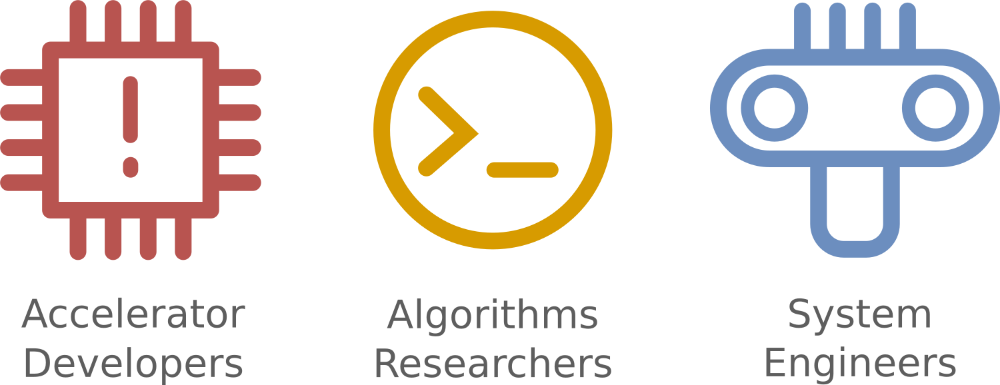 !
>_
Accelerator
Developers
Algorithms
Researchers
System
Engineers